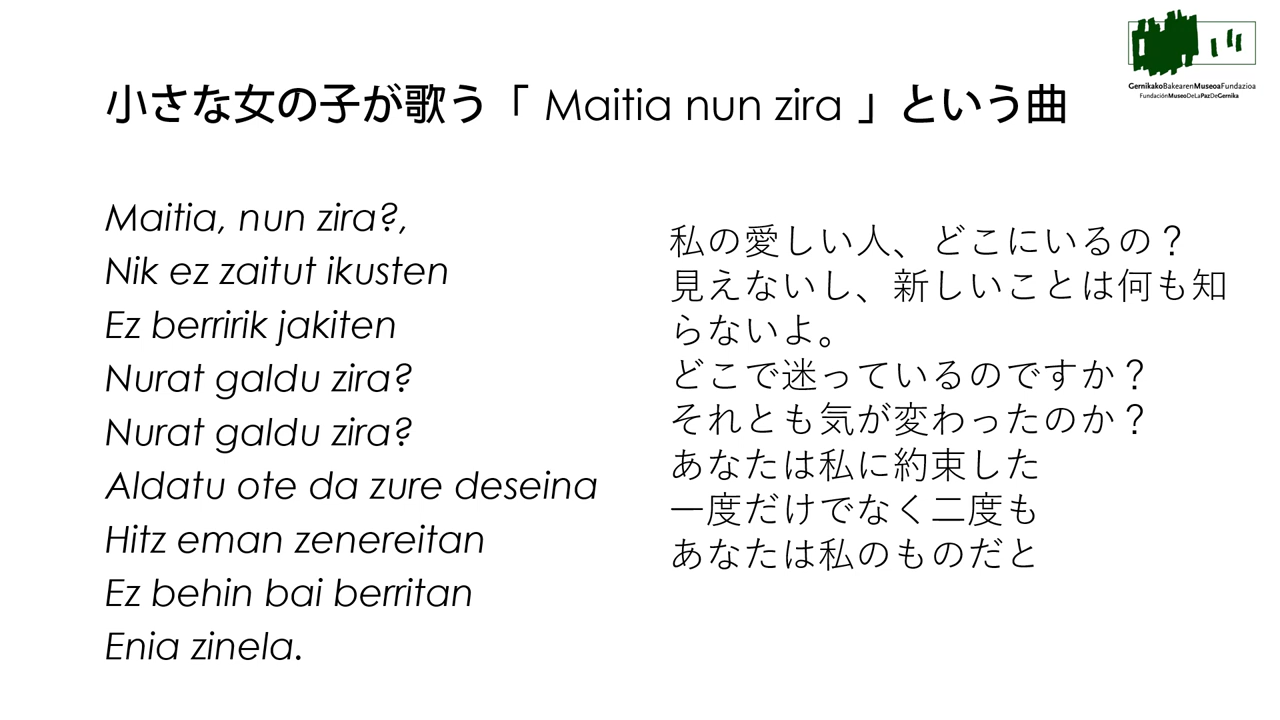 GernikakoBakearenMuseoaFundazioa
FundaciónMuseoDeLaPazDeGernika
小さな女の子が歌う「 Maitia nun zira 」という曲
Maitia, nun zira?,
Nik ez zaitut ikusten
Ez berririk jakiten
Nurat galdu zira?
Nurat galdu zira?
Aldatu ote da zure deseina
Hitz eman zenereitan
Ez behin bai berritan
Enia zinela.
私の愛しい人、どこにいるの？
見えないし、新しいことは何も知
らないよ。
どこで迷っているのですか？
それとも気が変わったのか？
あなたは私に約束した
一度だけでなく二度も
あなたは私のものだと